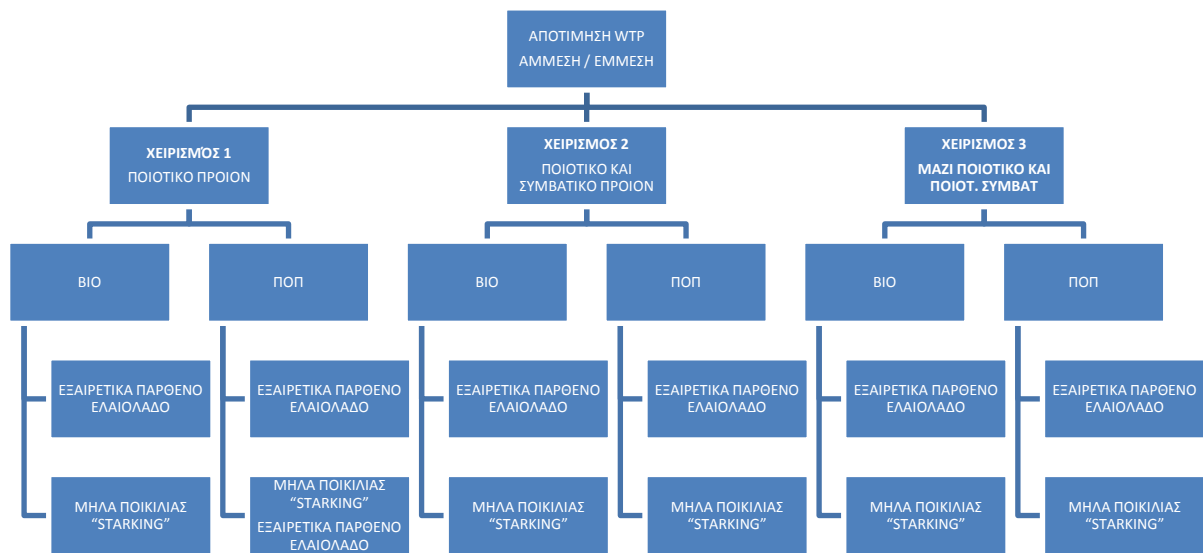 ΑΠΟΤΙΜΗΣΗ WTP
ΑΜΜΕΣΗ / ΕΜΜΕΣΗ
ΧΕΙΡΙΣΜΌΣ 1
ΠΟΙΟΤΙΚΟ ΠΡΟΙΟΝ
ΧΕΙΡΙΣΜΟΣ 2
ΠΟΙΟΤΙΚΟ ΚΑΙ
ΣΥΜΒΑΤΙΚΟ ΠΡΟΙΟΝ
ΧΕΙΡΙΣΜΟΣ 3
ΜΑΖΙ ΠΟΙΟΤΙΚΟ ΚΑΙ
ΠΟΙΟΤ. ΣΥΜΒΑΤ
ΒΙΟ
ΠΟΠ
ΒΙΟ
ΠΟΠ
ΒΙΟ
ΠΟΠ
ΕΞΑΙΡΕΤΙΚΑ ΠΑΡΘΕΝΟ
ΕΛΑΙΟΛΑΔΟ
ΕΞΑΙΡΕΤΙΚΑ ΠΑΡΘΕΝΟ
ΕΛΑΙΟΛΑΔΟ
ΕΞΑΙΡΕΤΙΚΑ ΠΑΡΘΕΝΟ
ΕΛΑΙΟΛΑΔΟ
ΕΞΑΙΡΕΤΙΚΑ ΠΑΡΘΕΝΟ
ΕΛΑΙΟΛΑΔΟ
ΕΞΑΙΡΕΤΙΚΑ ΠΑΡΘΕΝΟ
ΕΛΑΙΟΛΑΔΟ
ΕΞΑΙΡΕΤΙΚΑ ΠΑΡΘΕΝΟ
ΕΛΑΙΟΛΑΔΟ
ΜΗΛΑ ΠΟΙΚΙΛΙΑΣ
“STARKING”
ΜΗΛΑ ΠΟΙΚΙΛΙΑΣ
“STARKING”
ΕΞΑΙΡΕΤΙΚΑ ΠΑΡΘΕΝΟ
ΕΛΑΙΟΛΑΔΟ
ΜΗΛΑ ΠΟΙΚΙΛΙΑΣ
“STARKING”
ΜΗΛΑ ΠΟΙΚΙΛΙΑΣ
“STARKING”
ΜΗΛΑ ΠΟΙΚΙΛΙΑΣ
“STARKING”
ΜΗΛΑ ΠΟΙΚΙΛΙΑΣ
“STARKING”